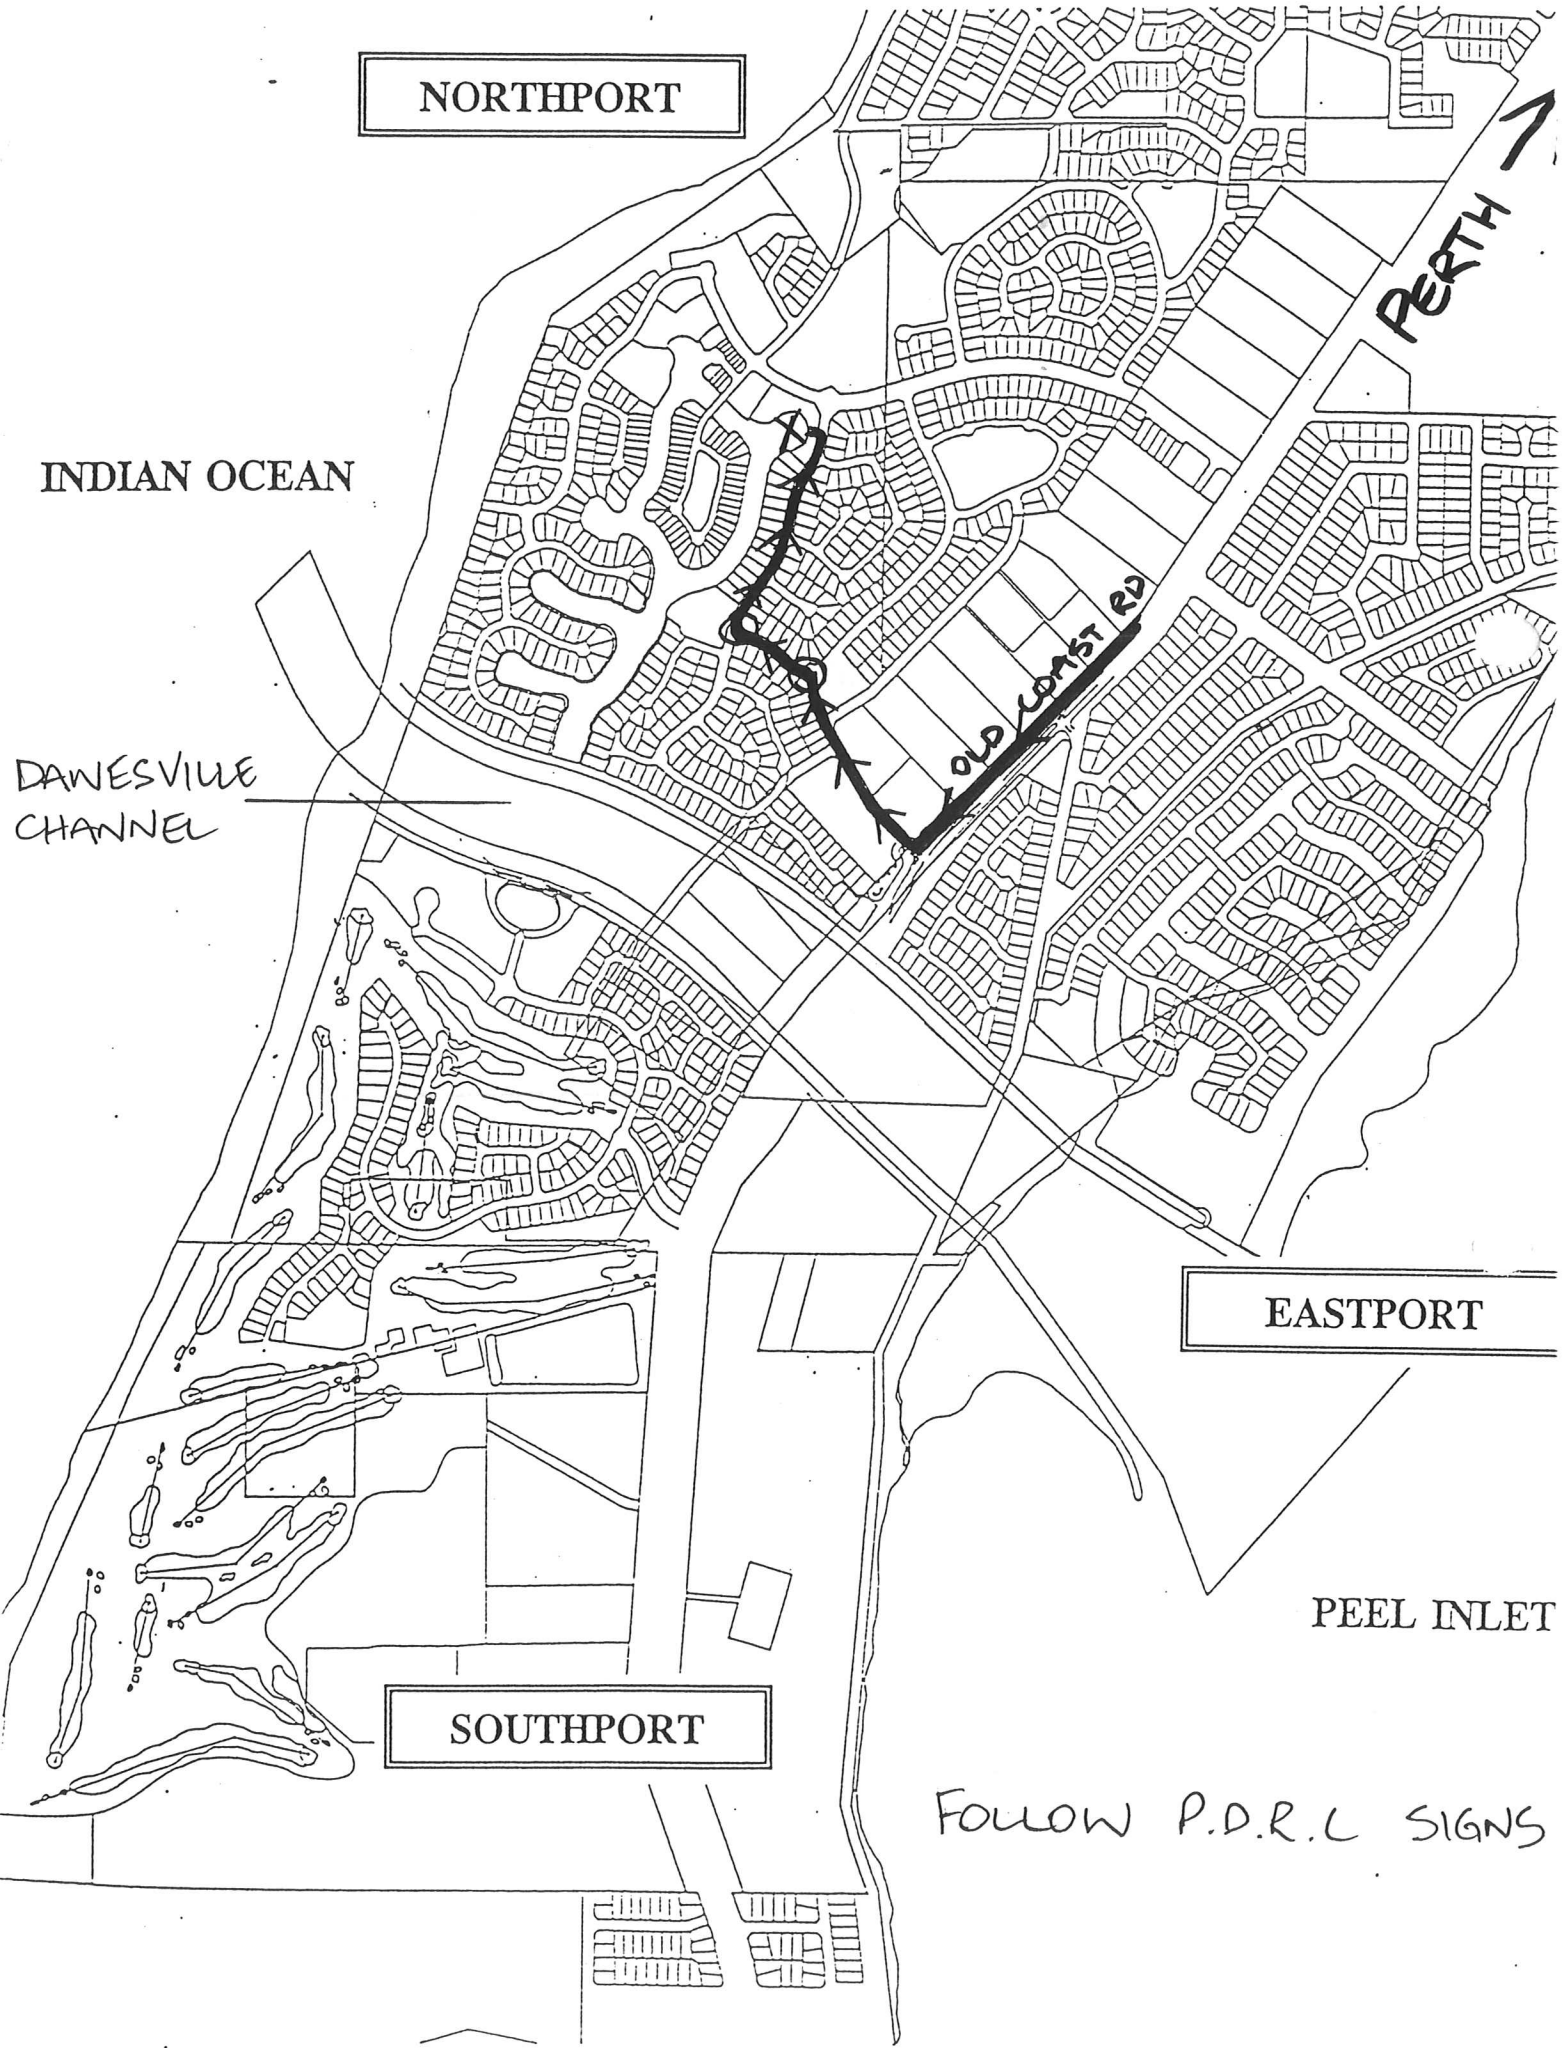 NORTHPORT
PERTH
INDIAN OCEAN
OLD COAST RD
DAWESVILLE
CHANNEL
EASTPORT
PEEL INLET
SOUTHPORT
FOLLOW P.D.R.L SIGNS